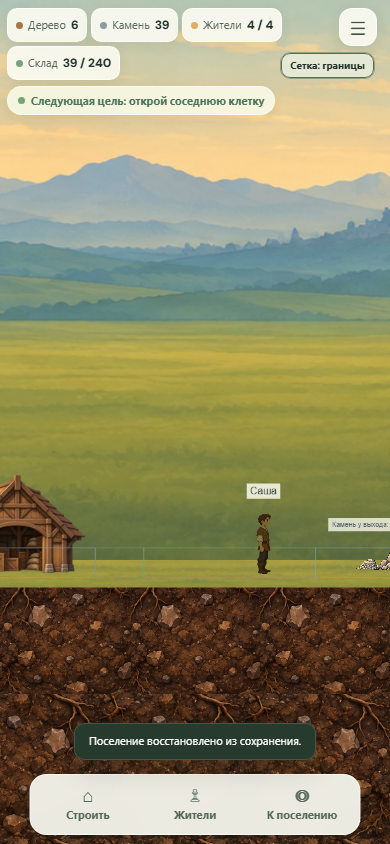 Дерево 6
Камень 39
Жители 4 / 4
Склад 39 / 240
Сетка: границы
Следующая цель: открой соседнюю клетку
Саша
Камень у выхода:
Поселение восстановлено из сохранения.
Строить
Жители
К поселению